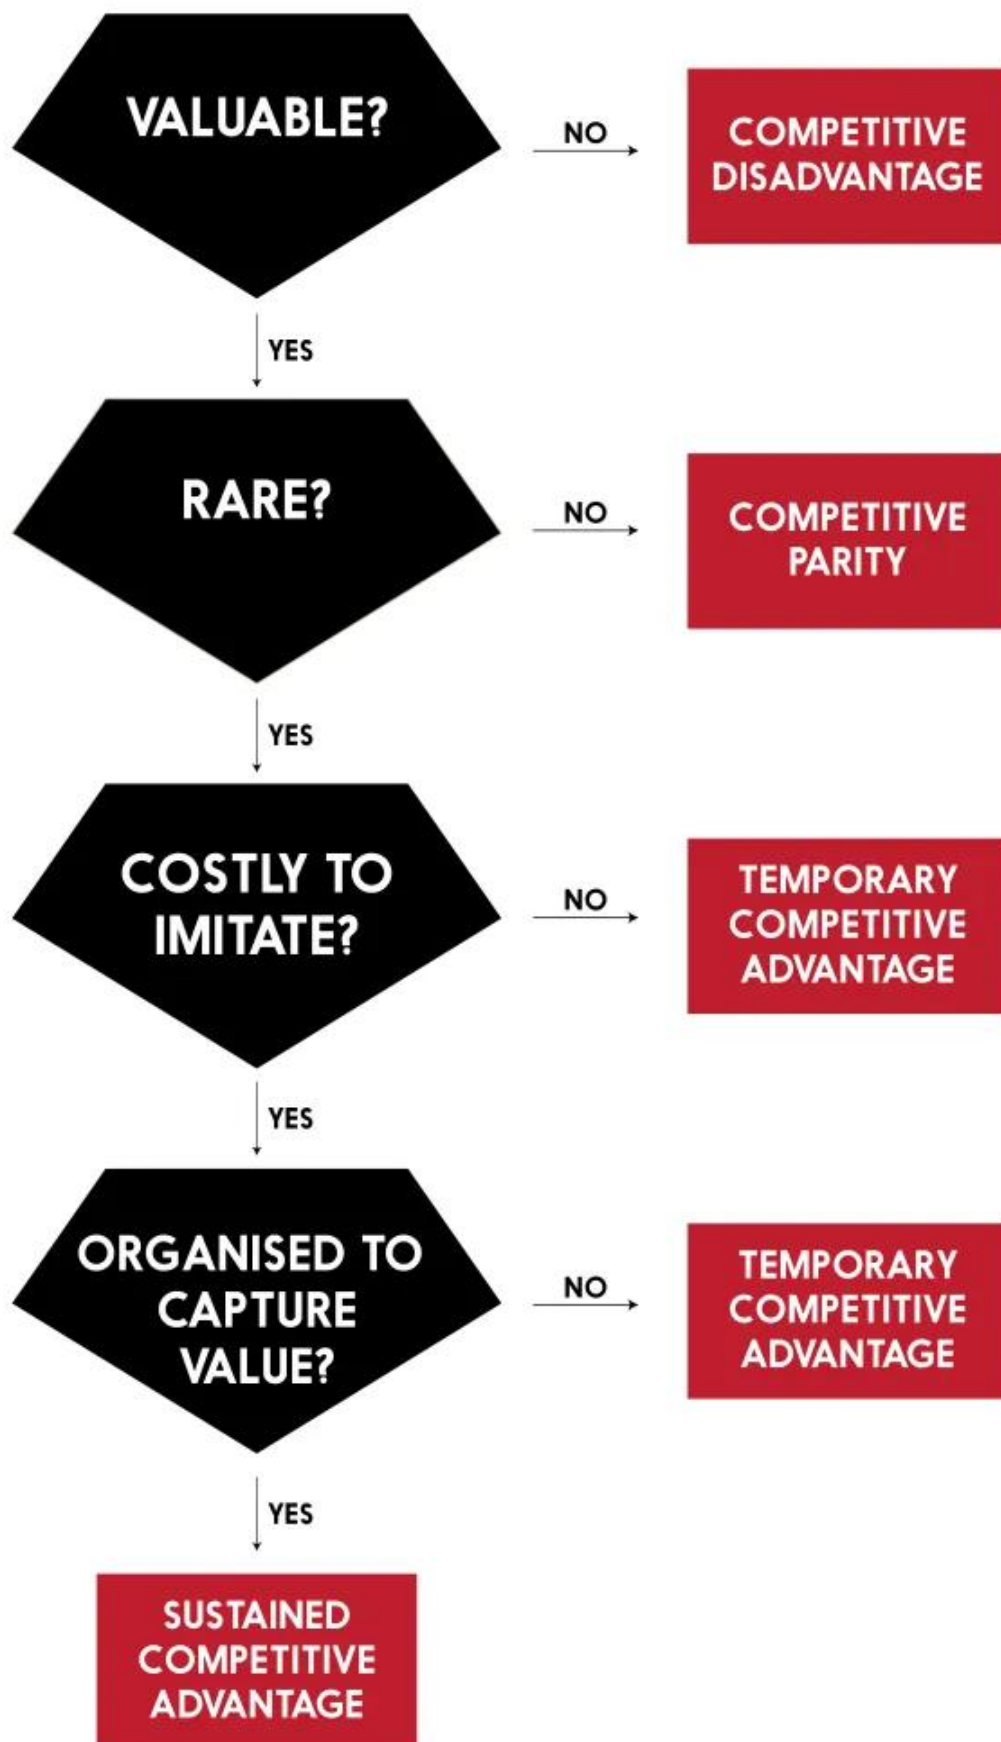 VALUABLE?
NO
COMPETITIVE
DISADVANTAGE
YES
RARE?
NO
COMPETITIVE
PARITY
YES
COSTLY TO
IMITATE?
NO
TEMPORARY
COMPETITIVE
ADVANTAGE
YES
ORGANISED TO
CAPTURE
VALUE?
NO
TEMPORARY
COMPETITIVE
ADVANTAGE
YES
SUSTAINED
COMPETITIVE
ADVANTAGE